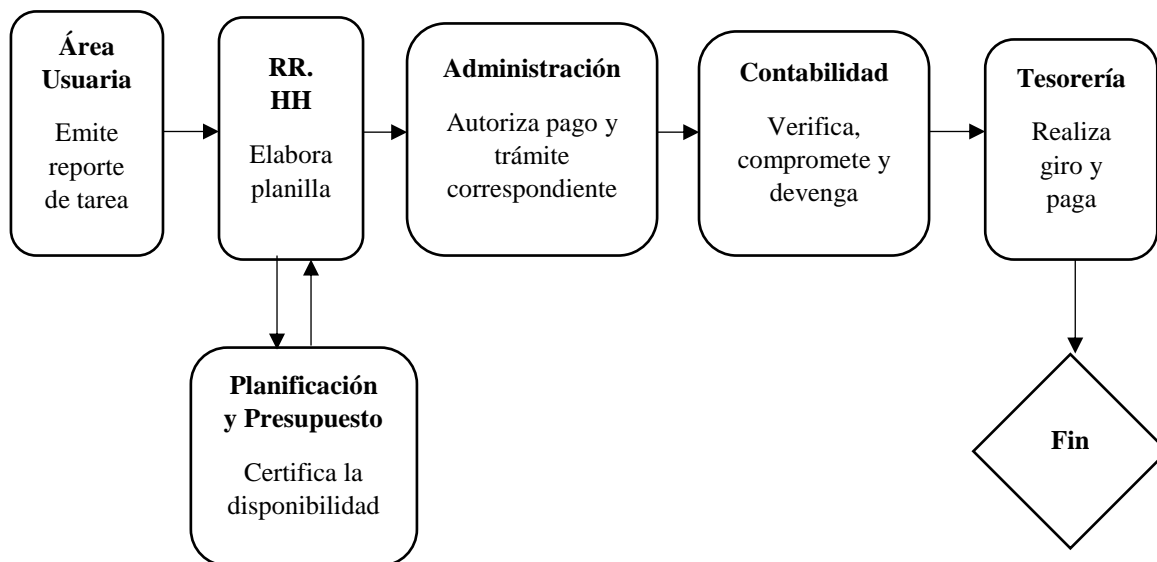 Área
Usuaria
Emite
reporte
de tarea
RR.
HH
Elabora
planilla
Administración
Autoriza pago y
trámite
correspondiente
Contabilidad
Verifica,
compromete y
devenga
Tesorería
Realiza
giro y
paga
Planificación
y Presupuesto
Certifica la
disponibilidad
Fin